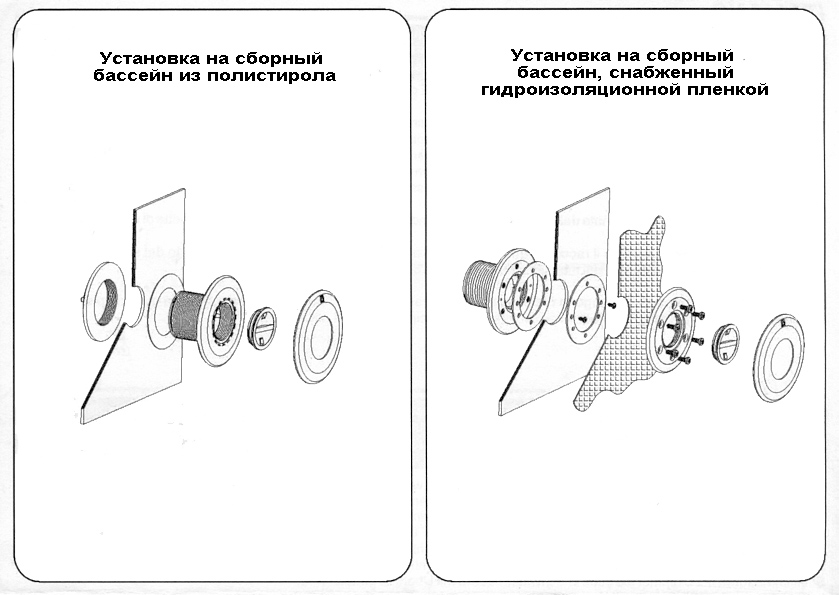 Установка на сборный
бассейн из полистирола
Установка на сборный
бассейн, снабженный
гидроизоляционной пленкой